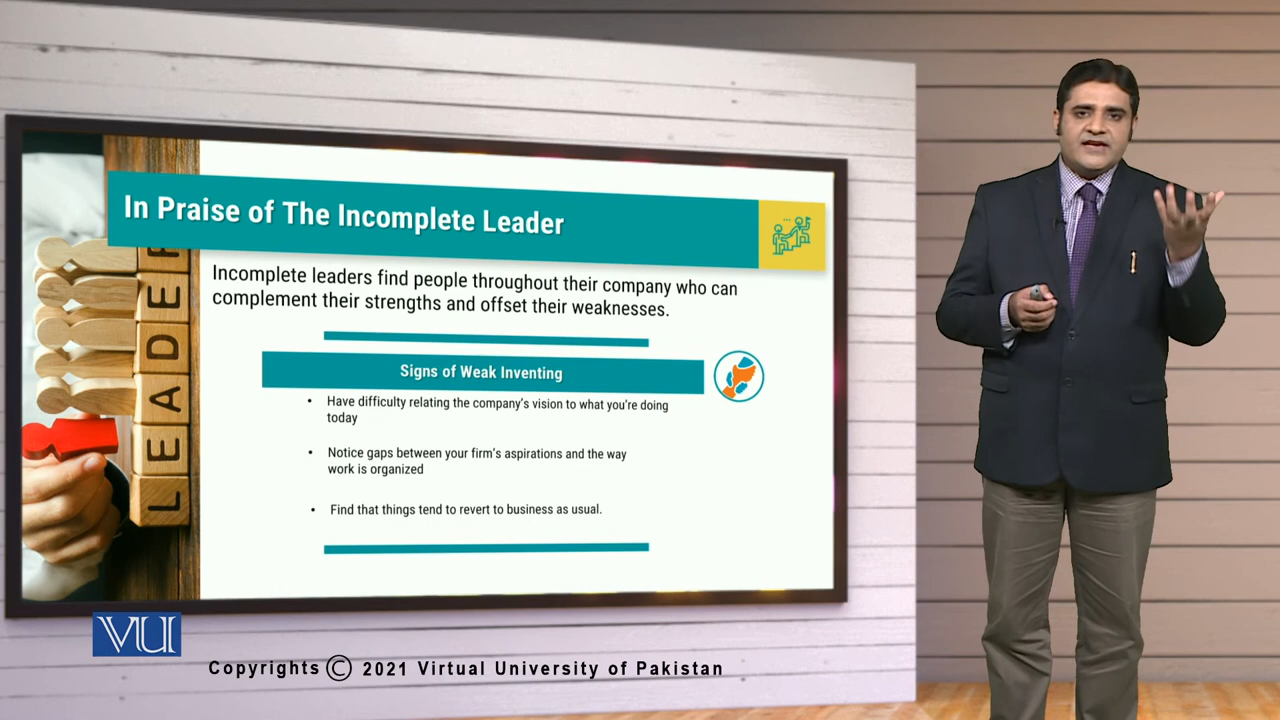 In Praise of The Incomplete Leader
Incomplete leaders find people throughout their company who can
complement their strengths and offset their weaknesses.
Signs of Weak Inventing
• Have difficulty relating the company's vision to what you're doing
today
• Notice gaps between your firm's aspirations and the way
work is organized
• Find that things tend to revert to business as usual.
LEADER
VU
Copyrights © 2021 Virtual University of Pakistan